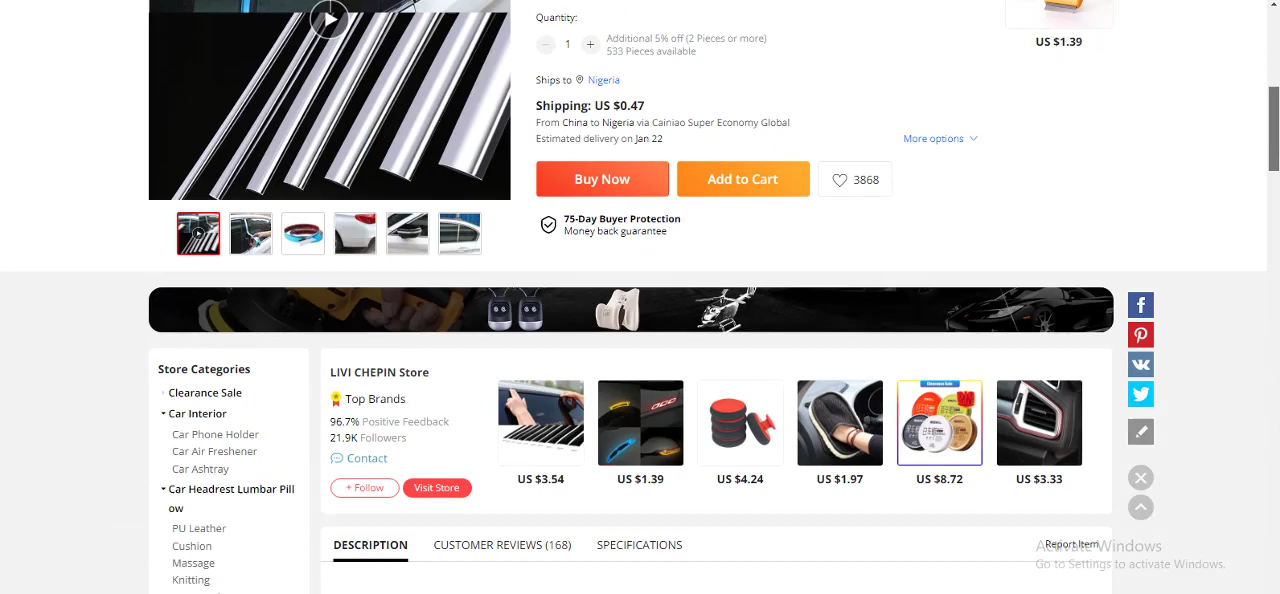 US $1.39
Quantity:
1
Additional 5% off (2 Pieces or more)
533 Pieces available
Ships to Nigeria
Shipping: US $0.47
From China to Nigeria via Cainiao Super Economy Global
Estimated delivery on Jan 22
More options
Buy Now
Add to Cart
3868
75-Day Buyer Protection
Money back guarantee
Store Categories
Clearance Sale
Car Interior
Car Phone Holder
Car Air Freshener
Car Ashtray
Car Headrest Lumbar Pill
ow
PU Leather
Cushion
Massage
Knitting
LIVI CHEPIN Store
Top Brands
96.7% Positive Feedback
21.9K Followers
Contact
+ Follow
Visit Store
Clearance Sale
US $3.54
US $1.39
US $4.24
US $1.97
US $8.72
US $3.33
DESCRIPTION
CUSTOMER REVIEWS (168)
SPECIFICATIONS
Report Item
Activate Windows
Go to Settings to activate Windows.